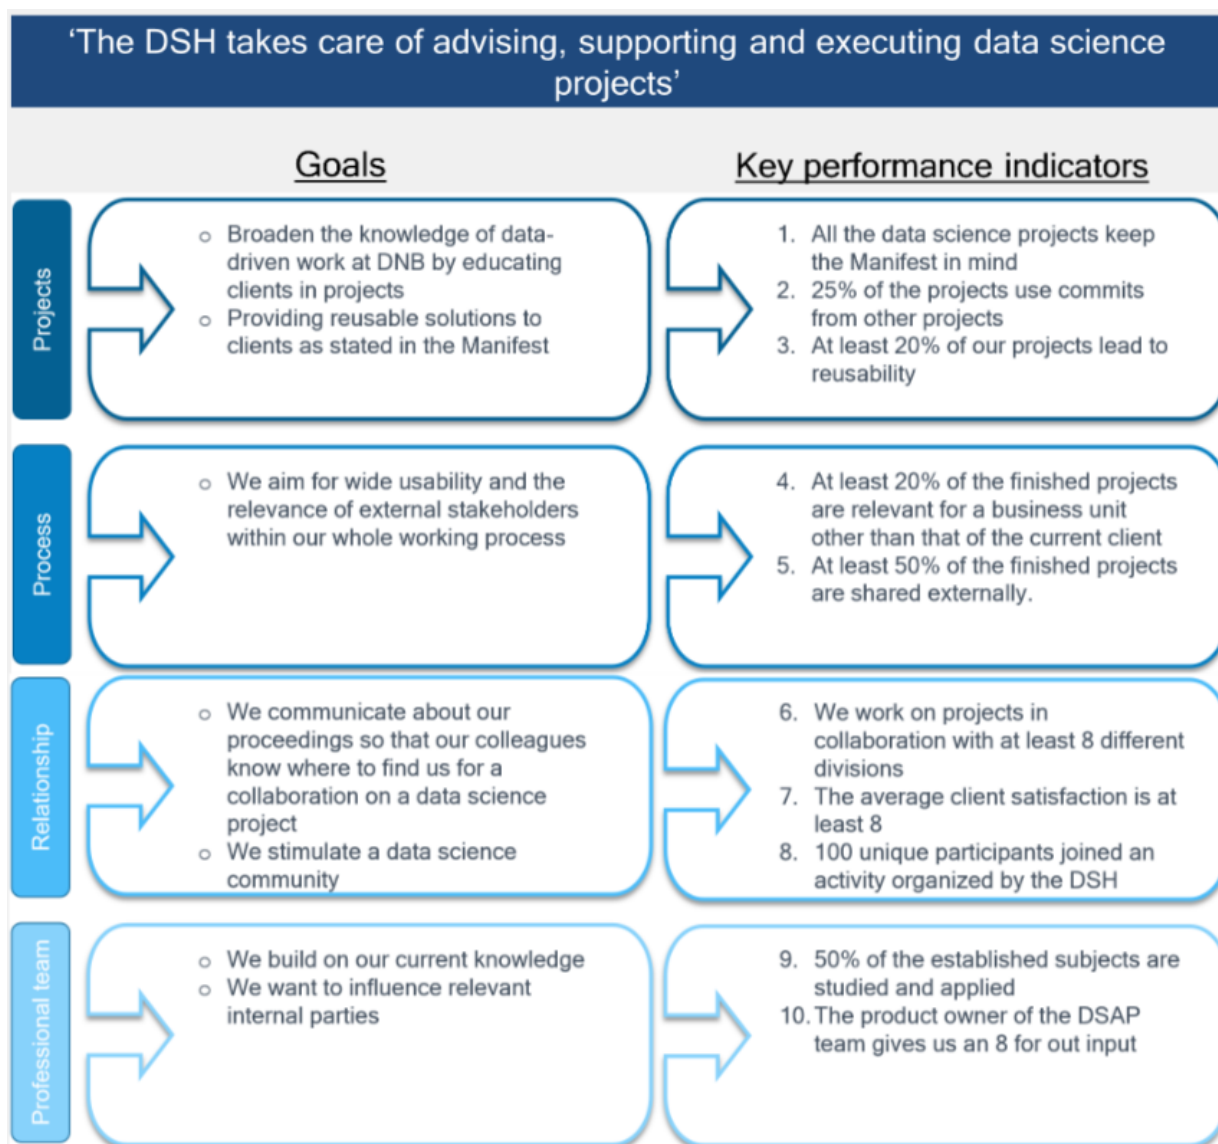 ‘The DSH takes care of advising, supporting and executing data science
projects’
Goals
Key performance indicators
Projects
○ Broaden the knowledge of data-
driven work at DNB by educating
clients in projects
○ Providing reusable solutions to
clients as stated in the Manifest
1. All the data science projects keep
the Manifest in mind
2. 25% of the projects use commits
from other projects
3. At least 20% of our projects lead to
reusability
Process
○ We aim for wide usability and the
relevance of external stakeholders
within our whole working process
4. At least 20% of the finished projects
are relevant for a business unit
other than that of the current client
5. At least 50% of the finished projects
are shared externally.
Relationship
○ We communicate about our
proceedings so that our colleagues
know where to find us for a
collaboration on a data science
project
○ We stimulate a data science
community
6. We work on projects in
collaboration with at least 8 different
divisions
7. The average client satisfaction is at
least 8
8. 100 unique participants joined an
activity organized by the DSH
Professional team
○ We build on our current knowledge
○ We want to influence relevant
internal parties
9. 50% of the established subjects are
studied and applied
10. The product owner of the DSAP
team gives us an 8 for out input